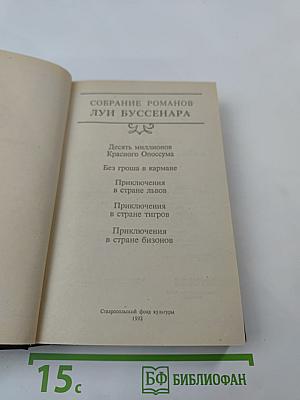 СОБРАНИЕ РОМАНОВ
ЛУИ БУССЕНАРА
Десять миллионов
Красного Опоссума
Без гроша в кармане
Приключения
в стране львов
Приключения
в стране тигров
Приключения
в стране бизонов
Ставропольский фонд культуры
1992
15с
БФ БИБЛИОФАН